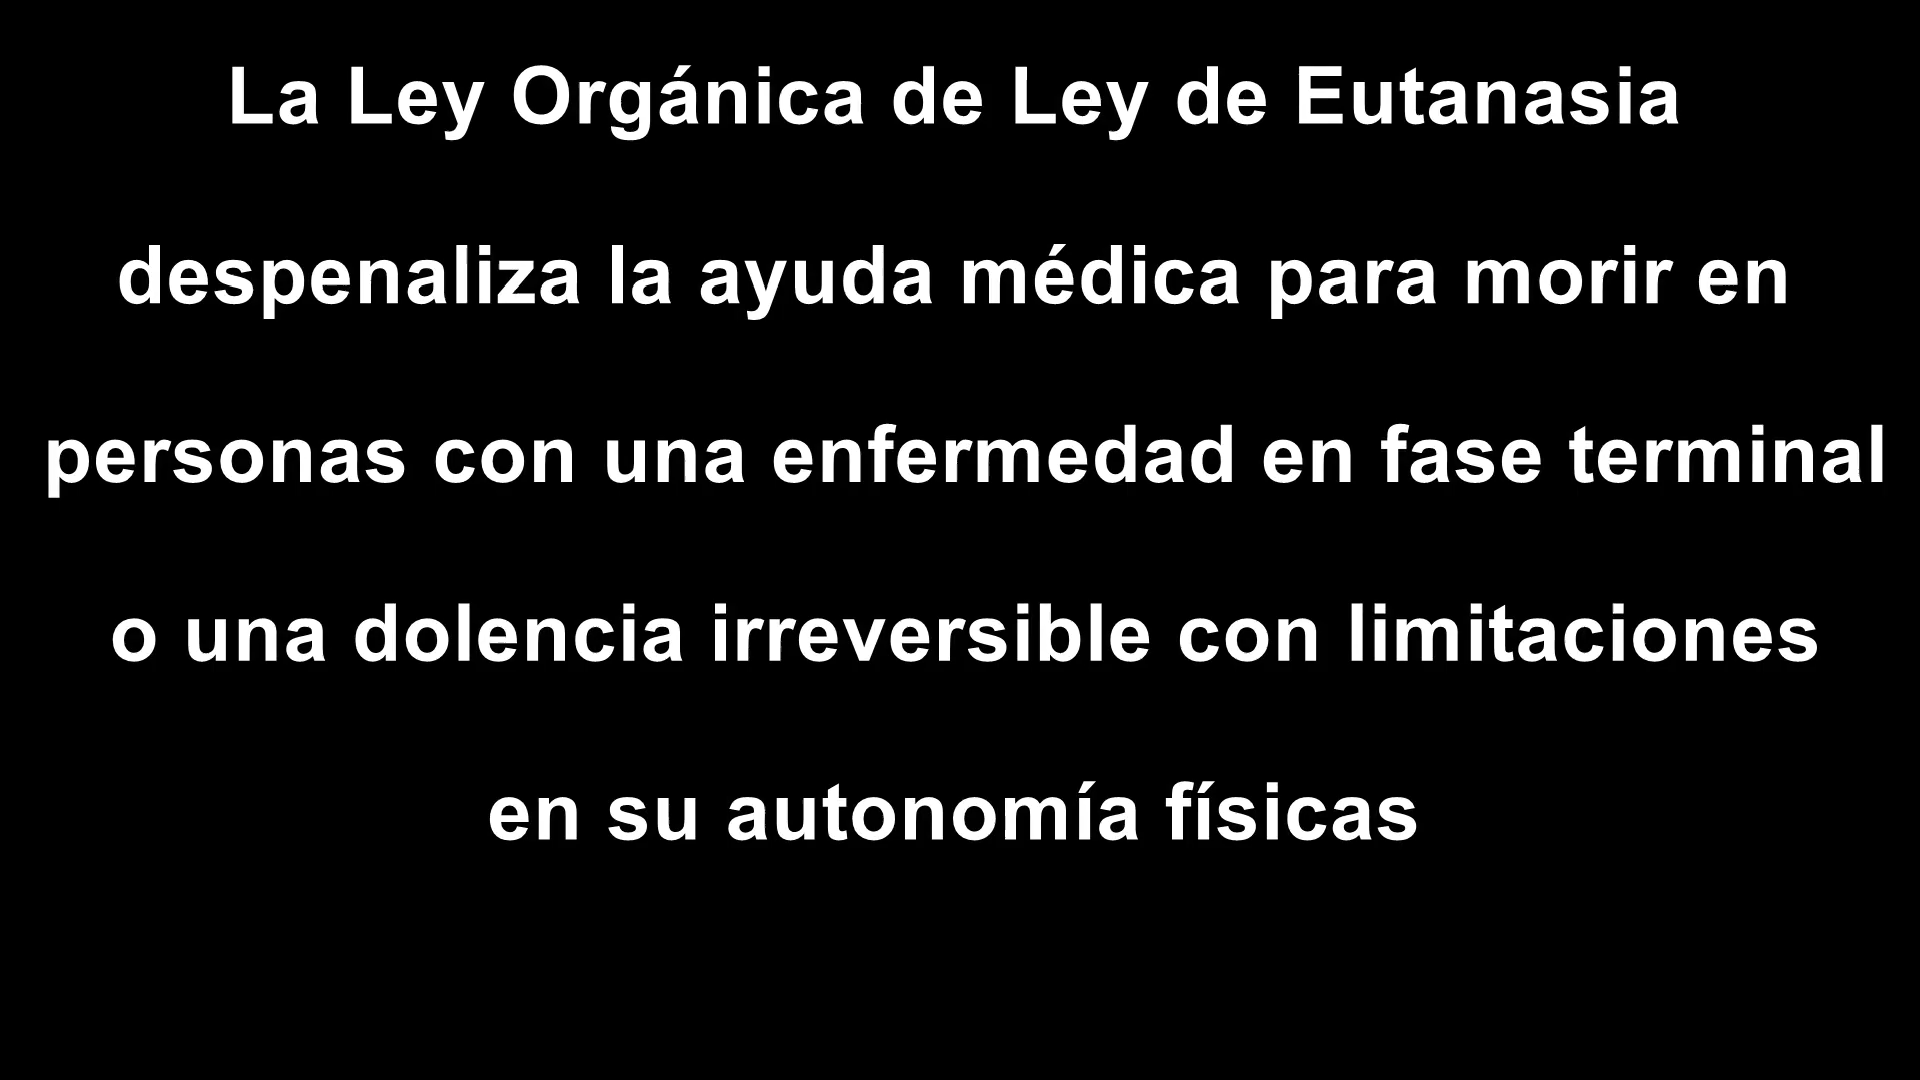 La Ley Orgánica de Ley de Eutanasia
despenaliza la ayuda médica para morir en
personas con una enfermedad en fase terminal
o una dolencia irreversible con limitaciones
en su autonomía físicas